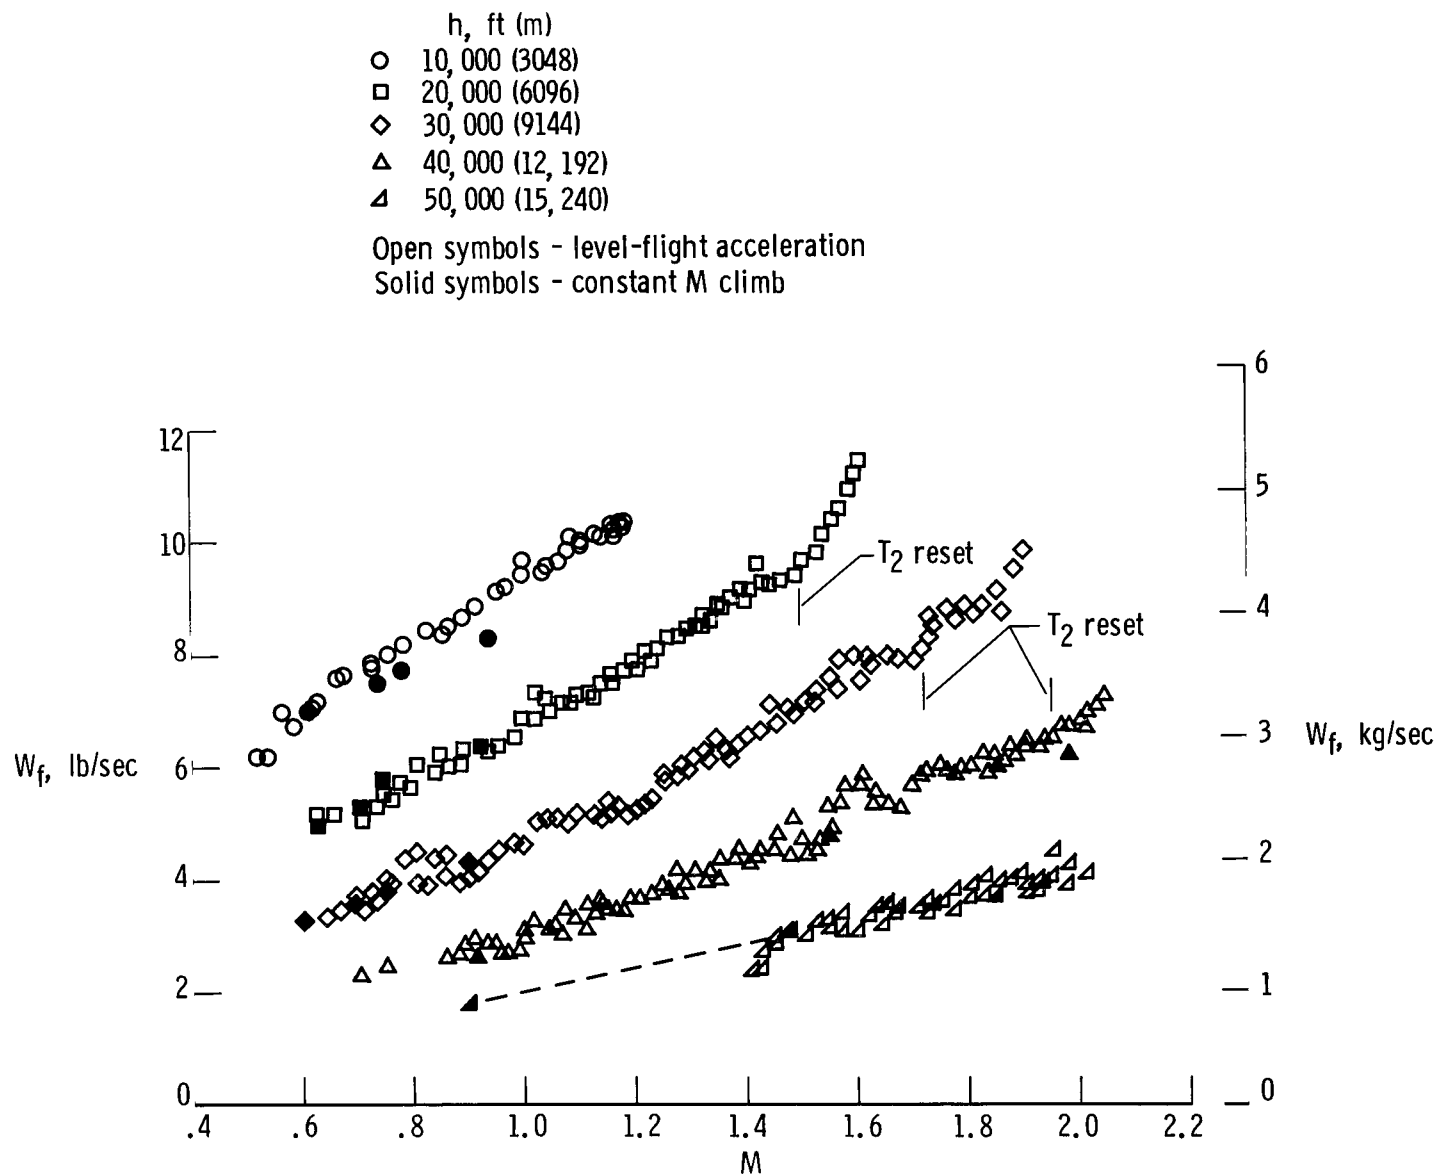 h, ft (m)
10,000 (3048)
20,000 (6096)
30,000 (9144)
40,000 (12,192)
50,000 (15,240)
Open symbols - level-flight acceleration
Solid symbols - constant M climb
12
10
8
6
4
2
0
W_f, lb/sec
T_2 reset
T_2 reset
6
5
4
3
2
1
0
W_f, kg/sec
.4 .6 .8 1.0 1.2 1.4 1.6 1.8 2.0 2.2
M